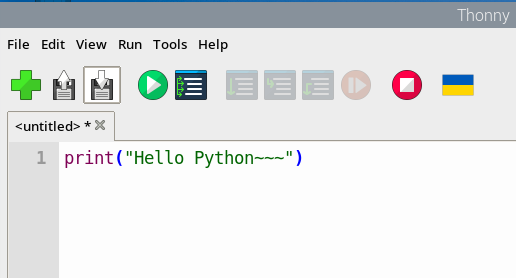 Thonny
File Edit View Run Tools Help
<untitled> *
1 print("Hello Python~~~")